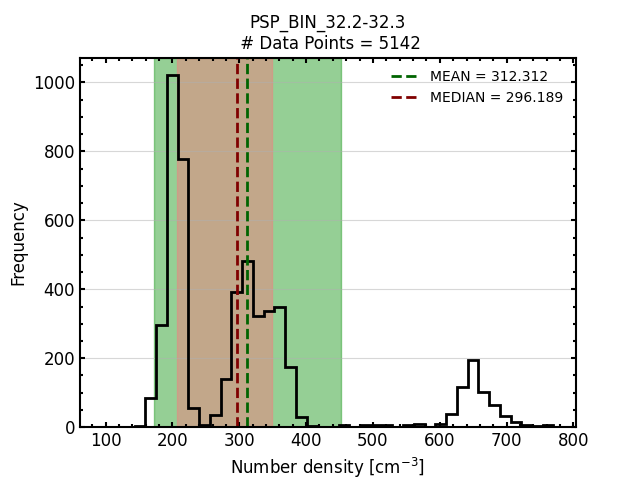 PSP_BIN_32.2-32.3
# Data Points = 5142
MEAN = 312.312
MEDIAN = 296.189
Frequency
1000
800
600
400
200
0
100 200 300 400 500 600 700 800
Number density [cm⁻³]